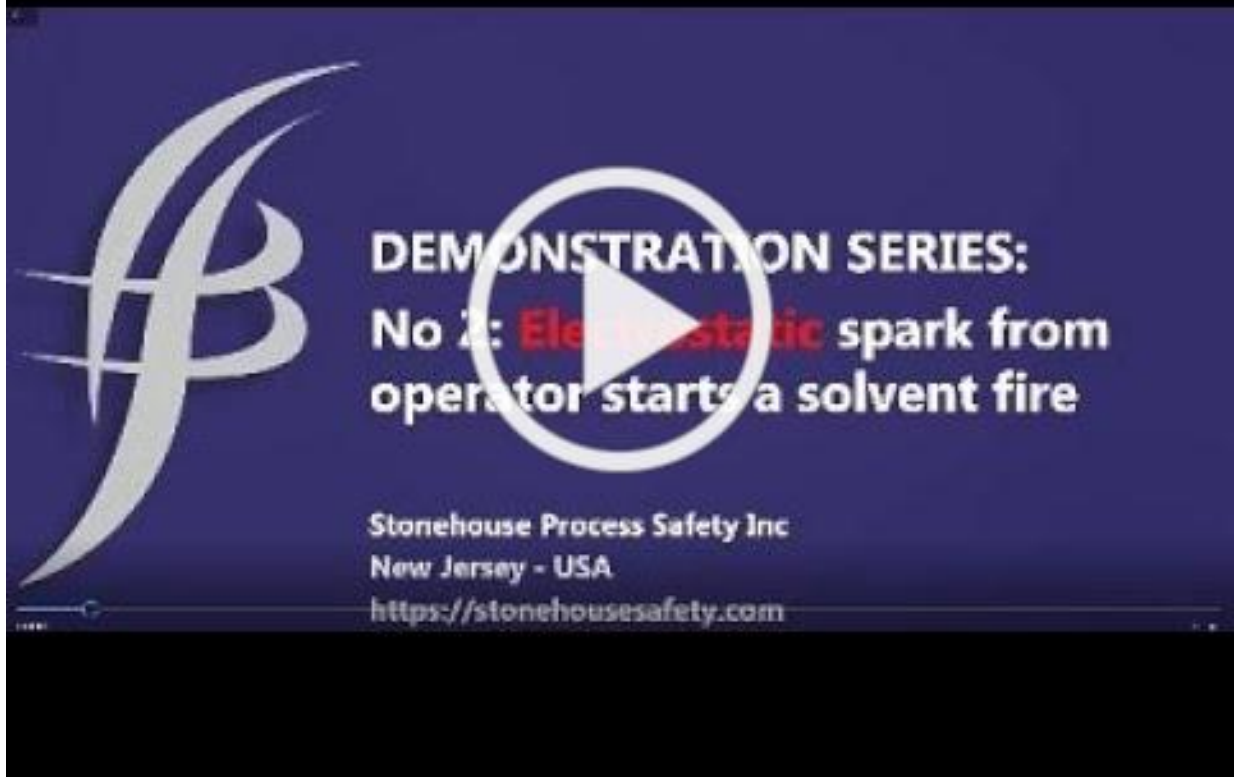 DEMONSTRATION SERIES:
No 2: Electrostatic spark from
operator starts a solvent fire
Stonehouse Process Safety Inc
New Jersey - USA
https://stonehousesafety.com